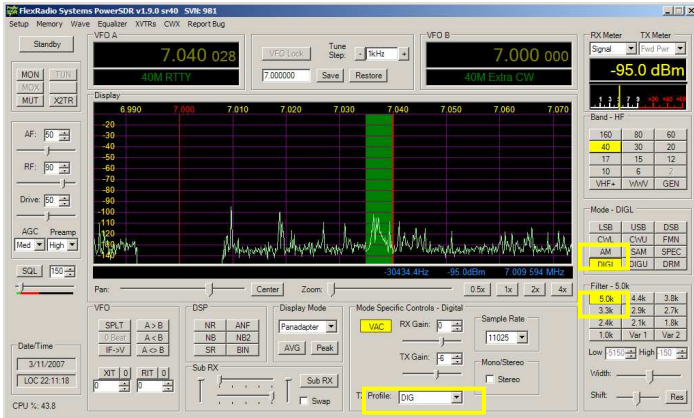 FlexRadio Systems PowerSDR v1.9.0 sr40 SVN: 981
Setup Memory Wave Equalizer XVTRs CWX Report Bug
Standby
MON TUN
MOX
MUT X2TR
AF: 50
RF: 90
Drive: 50
AGC Preamp
Med High
SQL 150
Date/Time
3/11/2007
LOC 22:11:18
CPU %: 43.8
VFO A
7.040 028
40M RTTY
VFO Lock
Tune Step: - 1kHz +
7.000000 Save Restore
VFO B
7.000 000
40M Extra CW
Display
6.990 7.000 7.010 7.020 7.030 7.040 7.050 7.060 7.070
-20
-30
-40
-50
-60
-70
-80
-90
-100
-110
-120
-130
-140
-30434.4Hz -95.0dBm 7.009 594 MHz
Pan: Center Zoom: 0.5x 1x 2x 4x
VFO
SPLT A > B
0 Beat A < B
IF->V A <> B
XIT 0 RIT 0
0 0
DSP
NR ANF
NB NB2
SR BIN
Sub RX
Sub RX
Swap
Display Mode
Panadapter
AVG Peak
Mode Specific Controls - Digital
VAC RX Gain: 0
TX Gain: -6
Sample Rate
11025
Mono/Stereo
Stereo
TX Profile: DIG
RX Meter TX Meter
Signal Fwd Pwr
-95.0 dBm
1 3 5 7 9 +20 +40 +60
Band - HF
160 80 60
40 30 20
17 15 12
10 6 2
VHF+ WWV GEN
Mode - DIGL
LSB USB DSB
CWL CWU FMN
AM SAM SPEC
DIGL DIGU DRM
Filter - 5.0k
5.0k 4.4k 3.8k
3.3k 2.9k 2.7k
2.4k 2.1k 1.8k
1.0k Var 1 Var 2
Low -5150 High -150
Width:
Shift: Res